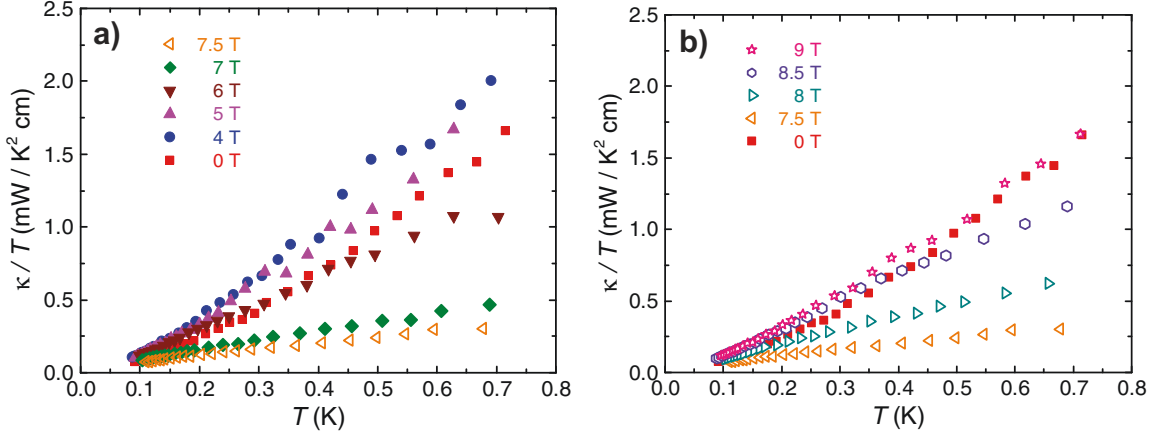 a)
7.5 T
7 T
6 T
5 T
4 T
0 T
2.5
2.0
1.5
1.0
0.5
0.0
κ / T (mW / K² cm)
0.0 0.1 0.2 0.3 0.4 0.5 0.6 0.7 0.8
T (K)
b)
9 T
8.5 T
8 T
7.5 T
0 T
2.5
2.0
1.5
1.0
0.5
0.0
κ / T (mW / K² cm)
0.0 0.1 0.2 0.3 0.4 0.5 0.6 0.7 0.8
T (K)